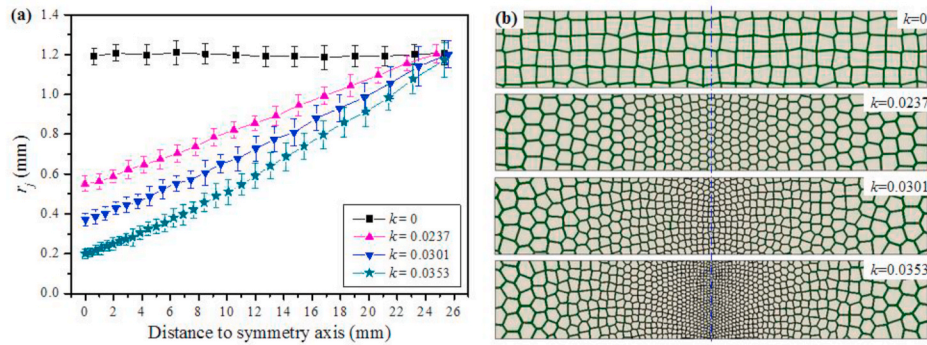 (a)
1.4
1.2
1.0
0.8
0.6
0.4
0.2
0.0
r_j (mm)
k = 0
k = 0.0237
k = 0.0301
k = 0.0353
0 2 4 6 8 10 12 14 16 18 20 22 24 26
Distance to symmetry axis (mm)
(b)
k=0
k=0.0237
k=0.0301
k=0.0353